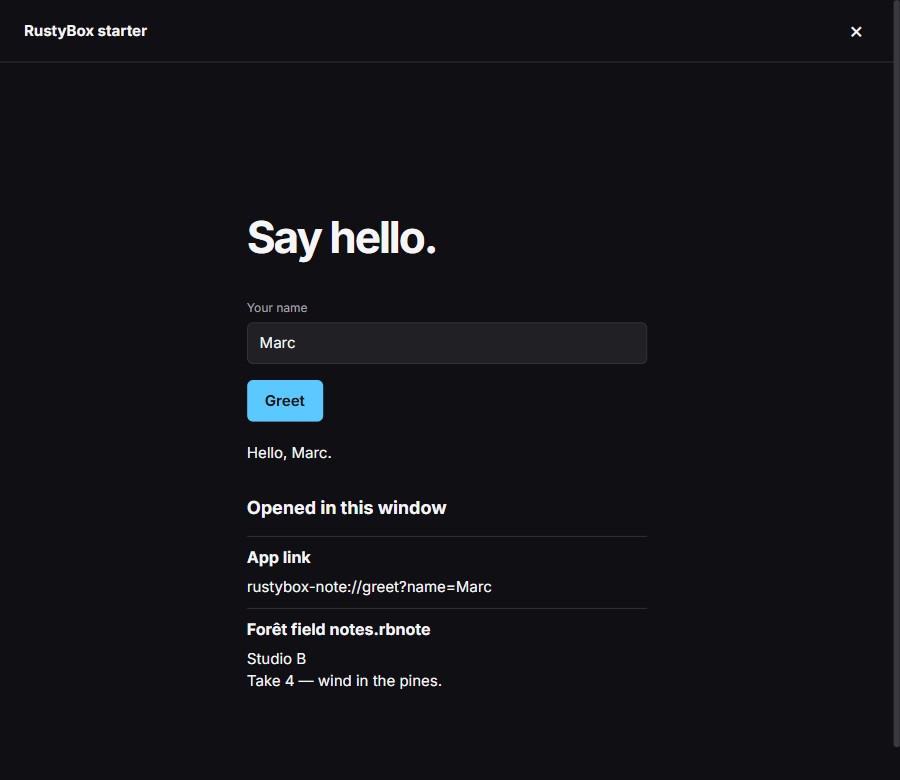 RustyBox starter
Say hello.
Your name
Marc
Greet
Hello, Marc.
Opened in this window
App link
rustybox-note://greet?name=Marc
Forêt field notes.rbnote
Studio B
Take 4 — wind in the pines.